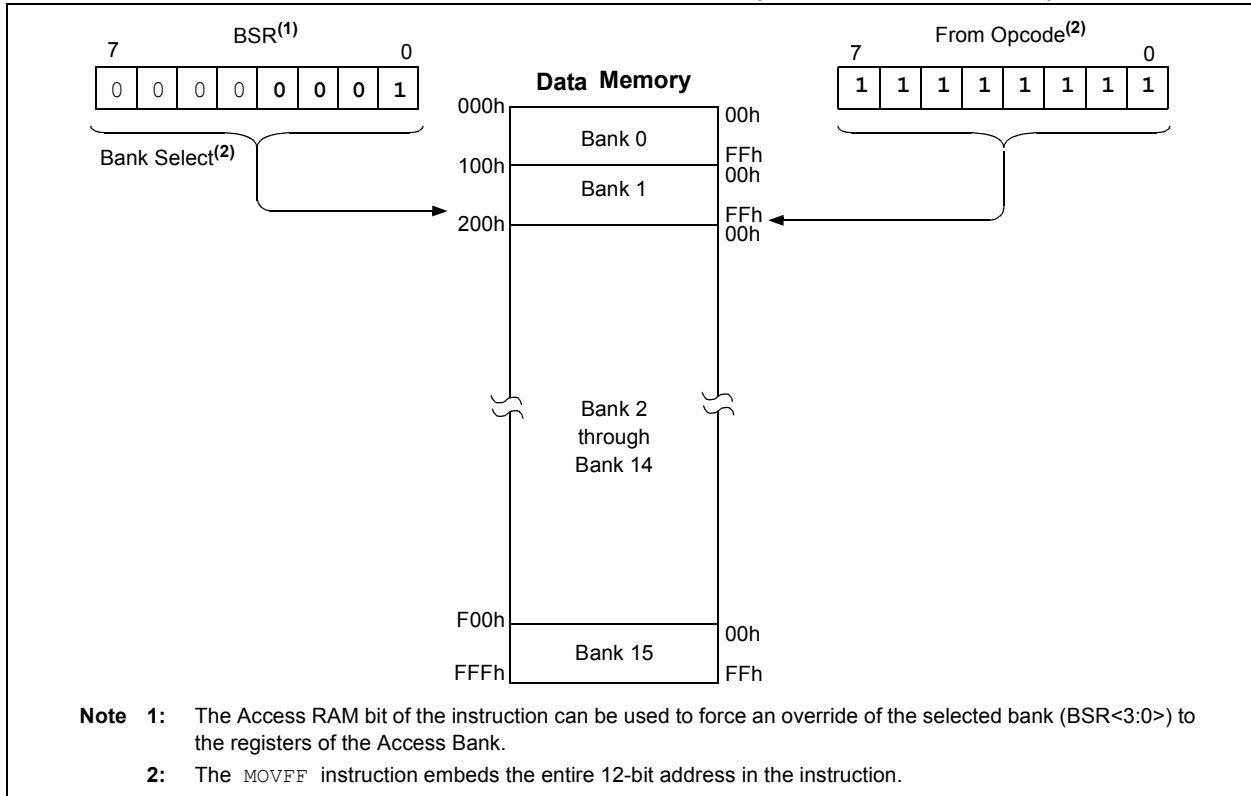 BSR(1)
7 0
0 0 0 0 0 0 0 1
Bank Select(2)
From Opcode(2)
7 0
1 1 1 1 1 1 1 1
Data Memory
000h
00h
Bank 0
FFh
100h
00h
Bank 1
FFh
200h
00h
Bank 2
through
Bank 14
F00h
00h
Bank 15
FFFh
FFh
Note 1: The Access RAM bit of the instruction can be used to force an override of the selected bank (BSR<3:0>) to
the registers of the Access Bank.
2: The MOVFF instruction embeds the entire 12-bit address in the instruction.